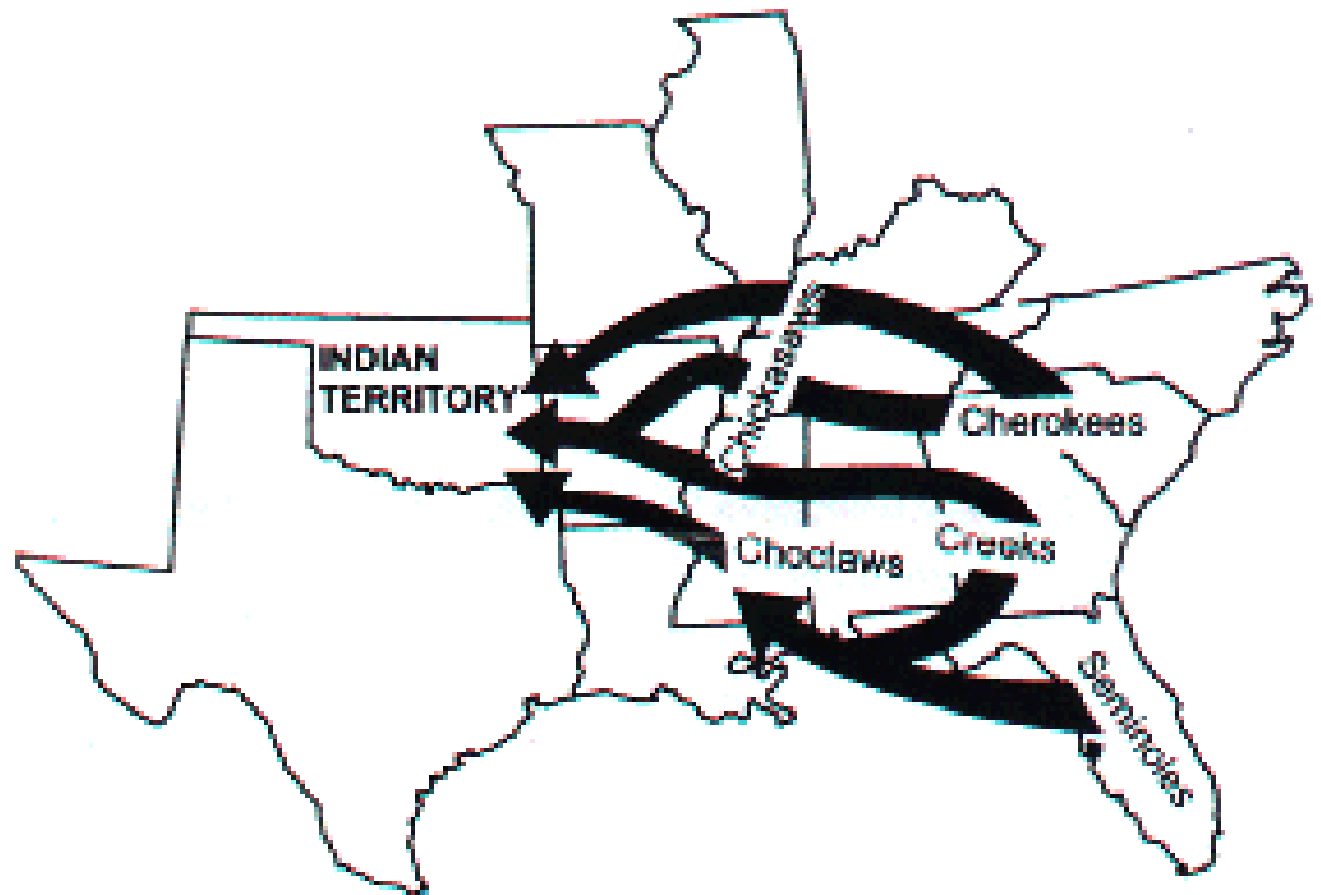 INDIAN
TERRITORY
Chickasaws
Cherokees
Choctaws
Creeks
Seminoles